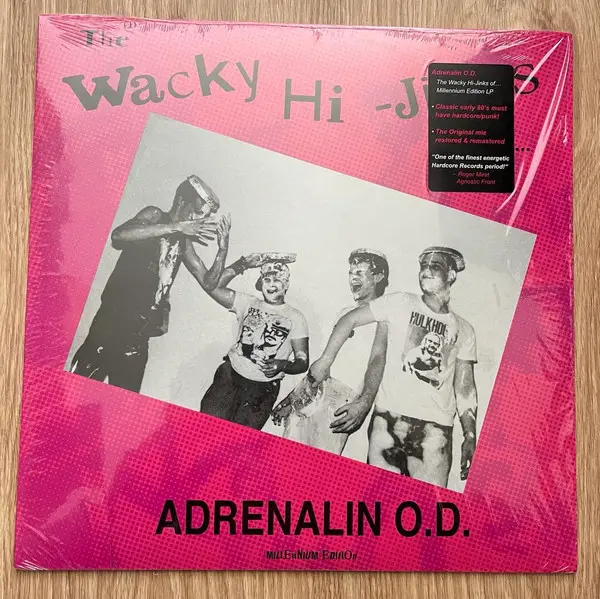 The
Wacky Hi-Ji s
...
Adrenalin O.D.
The Wacky Hi-Jinks of...
Millennium Edition LP
• Classic early 80's must
have hardcore/punk!
• The Original mix
restored & remastered
"One of the finest energetic
Hardcore Records period!"
– Roger Miret
Agnostic Front
HULKHO
ADRENALIN O.D.
MILLENNIUM EDITION